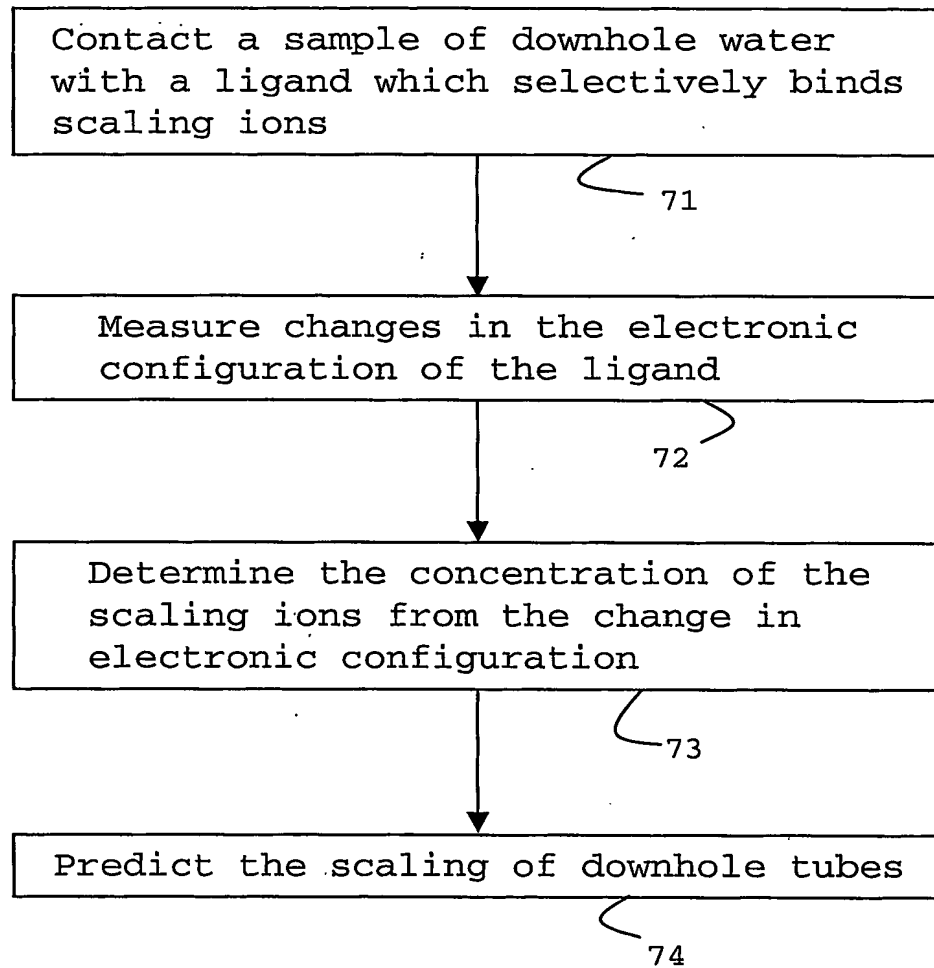 Contact a sample of downhole water
with a ligand which selectively binds
scaling ions
71
Measure changes in the electronic
configuration of the ligand
72
Determine the concentration of the
scaling ions from the change in
electronic configuration
73
Predict the scaling of downhole tubes
74